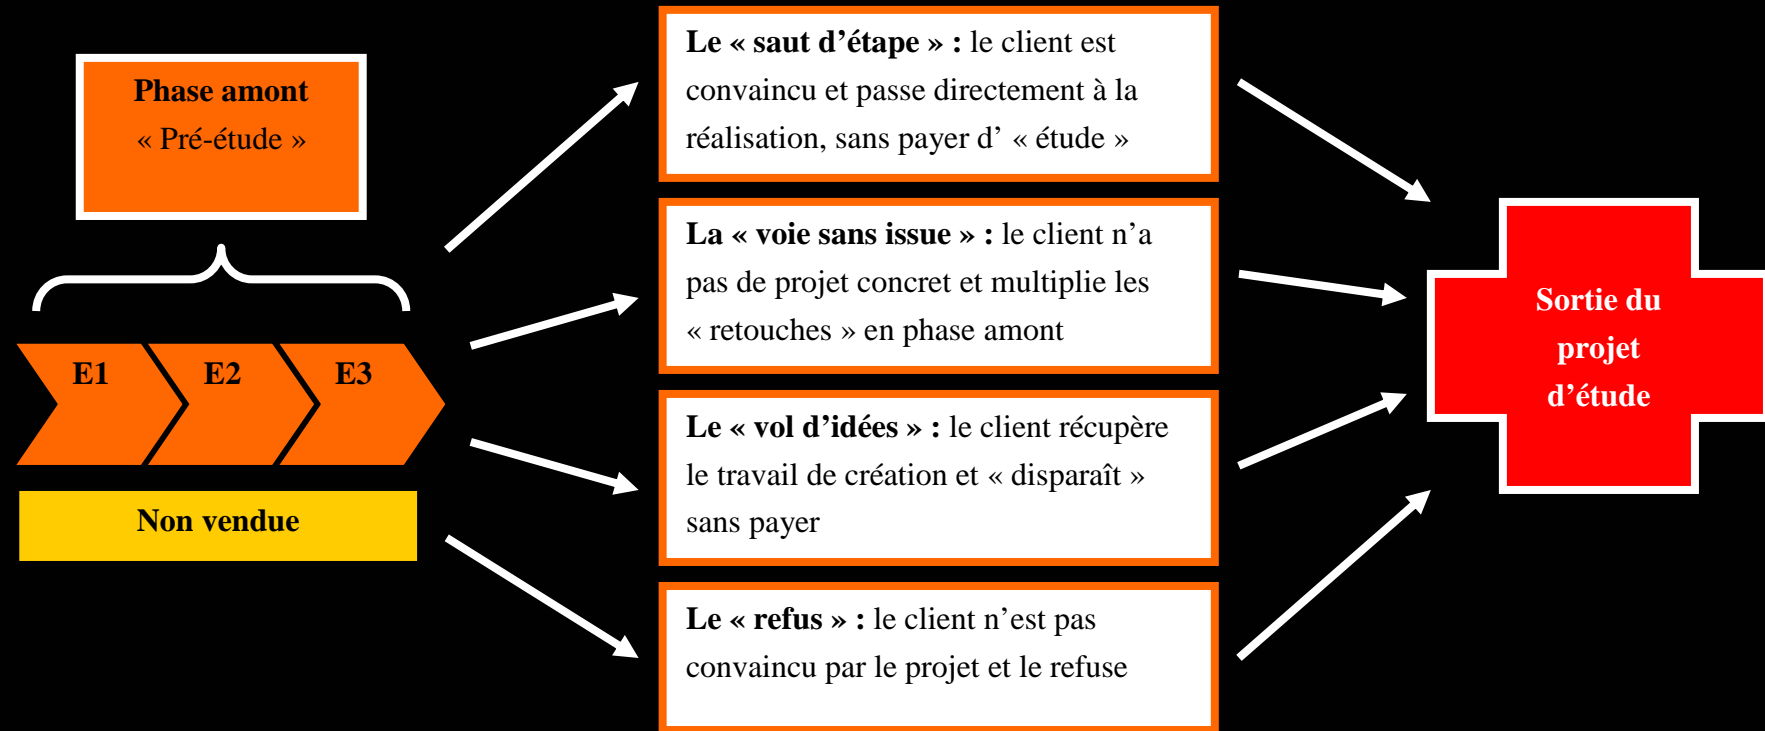 Phase amont
« Pré-étude »
E1
E2
E3
Non vendue
Le « saut d’étape » : le client est
convaincu et passe directement à la
réalisation, sans payer d’ « étude »
La « voie sans issue » : le client n’a
pas de projet concret et multiplie les
« retouches » en phase amont
Le « vol d’idées » : le client récupère
le travail de création et « disparaît »
sans payer
Le « refus » : le client n’est pas
convaincu par le projet et le refuse
Sortie du
projet
d’étude